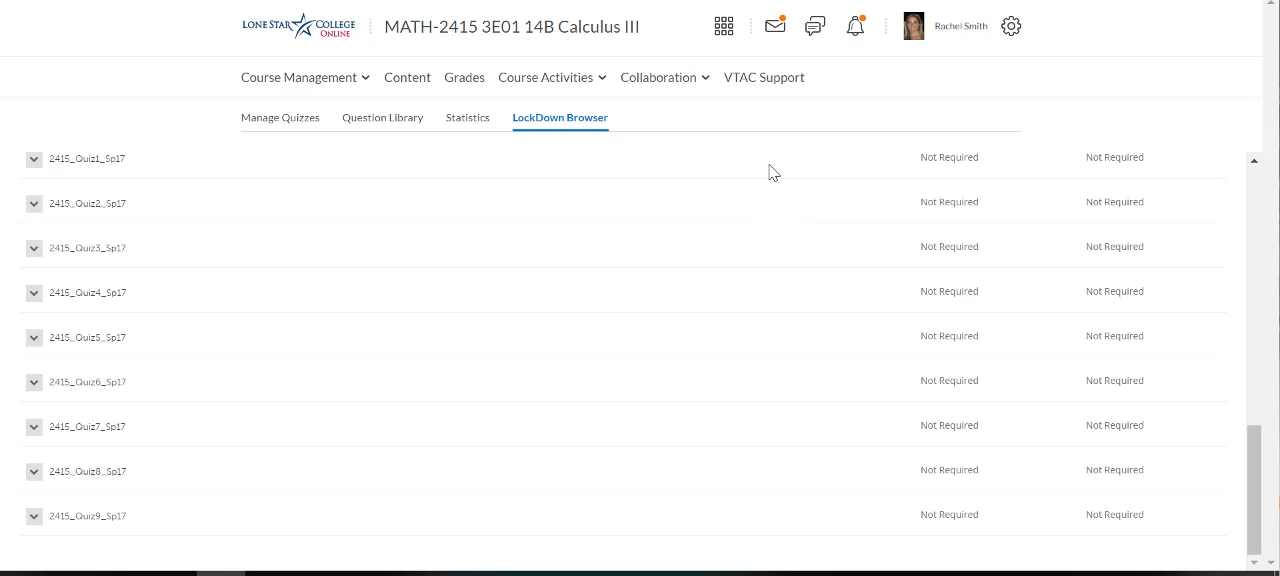 LONE STAR COLLEGE
ONLINE
MATH-2415 3E01 14B Calculus III
Rachel Smith
Course Management Content Grades Course Activities Collaboration VTAC Support
Manage Quizzes Question Library Statistics LockDown Browser
2415_Quiz1_Sp17 Not Required Not Required
2415_Quiz2_Sp17 Not Required Not Required
2415_Quiz3_Sp17 Not Required Not Required
2415_Quiz4_Sp17 Not Required Not Required
2415_Quiz5_Sp17 Not Required Not Required
2415_Quiz6_Sp17 Not Required Not Required
2415_Quiz7_Sp17 Not Required Not Required
2415_Quiz8_Sp17 Not Required Not Required
2415_Quiz9_Sp17 Not Required Not Required